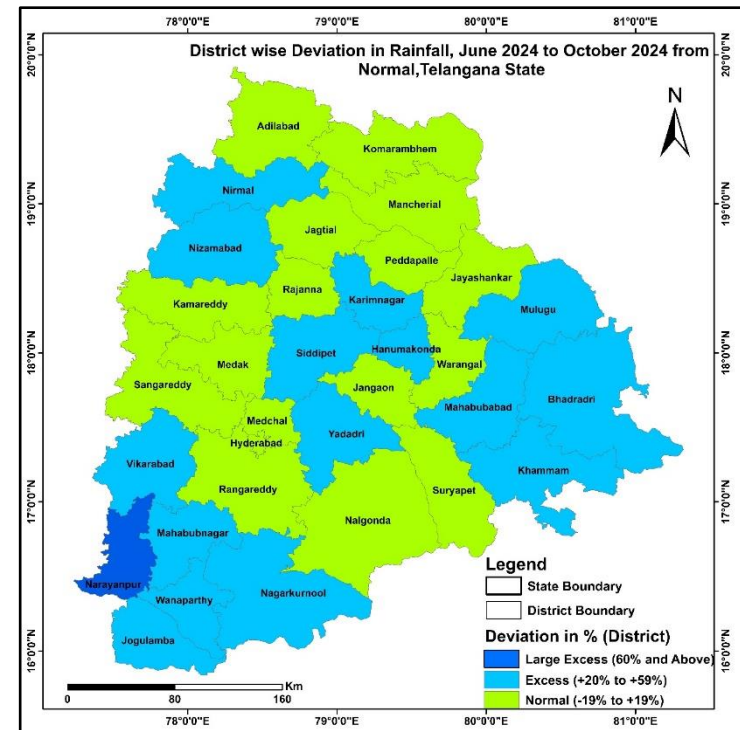 District wise Deviation in Rainfall, June 2024 to October 2024 from
Normal,Telangana State
78°0'0"E
79°0'0"E
80°0'0"E
81°0'0"E
20°0'0"N
20°0'0"N
N
Adilabad
Komarambhem
19°0'0"N
19°0'0"N
Nirmal
Mancherial
Jagtial
Nizamabad
Peddapalle
Jayashankar
Rajanna
Karimnagar
Kamareddy
Mulugu
18°0'0"N
18°0'0"N
Siddipet
Hanumakonda
Medak
Warangal
Sangareddy
Jangaon
Bhadradri
Mahabubabad
Medchal
Yadadri
Hyderabad
Vikarabad
Khammam
Rangareddy
Suryapet
17°0'0"N
17°0'0"N
Nalgonda
Mahabubnagar
Narayanpur
Nagarkurnool
Wanaparthy
Jogulamba
16°0'0"N
16°0'0"N
Legend
State Boundary
District Boundary
Deviation in % (District)
Large Excess (60% and Above)
Excess (+20% to +59%)
Normal (-19% to +19%)
Km
0
80
160
78°0'0"E
79°0'0"E
80°0'0"E
81°0'0"E